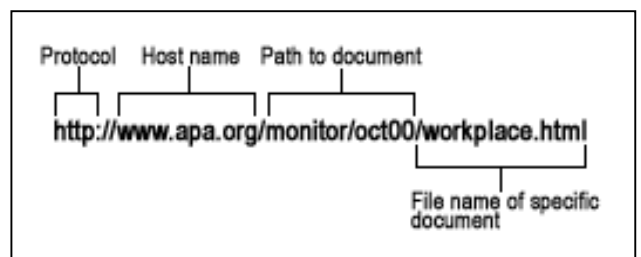 Protocol Host name Path to document
http://www.apa.org/monitor/oct00/workplace.html
File name of specific
document